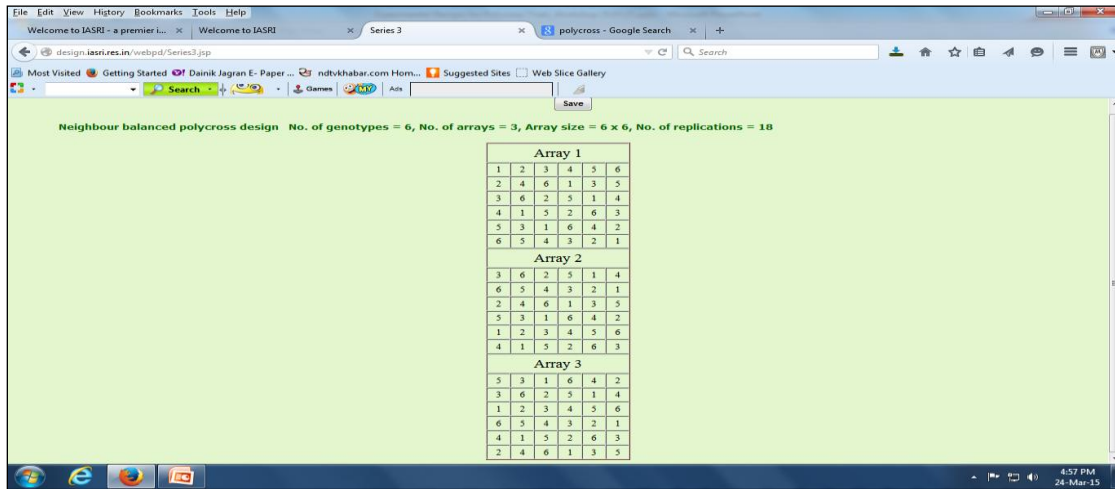 File Edit View History Bookmarks Tools Help
Welcome to IASRI - a premier i... × Welcome to IASRI × Series 3 × polycross - Google Search × +
design.iasri.res.in/webpd/Series3.jsp Search
Most Visited Getting Started Dainik Jagran E- Paper ... ndtvkhabar.com Hom... Suggested Sites Web Slice Gallery
Search Games MY Ads
Save
Neighbour balanced polycross design No. of genotypes = 6, No. of arrays = 3, Array size = 6 x 6, No. of replications = 18
Array 1
1 2 3 4 5 6
2 4 6 1 3 5
3 6 2 5 1 4
4 1 5 2 6 3
5 3 1 6 4 2
6 5 4 3 2 1
Array 2
3 6 2 5 1 4
6 5 4 3 2 1
2 4 6 1 3 5
5 3 1 6 4 2
1 2 3 4 5 6
4 1 5 2 6 3
Array 3
5 3 1 6 4 2
3 6 2 5 1 4
1 2 3 4 5 6
6 5 4 3 2 1
4 1 5 2 6 3
2 4 6 1 3 5
4:57 PM
24-Mar-15